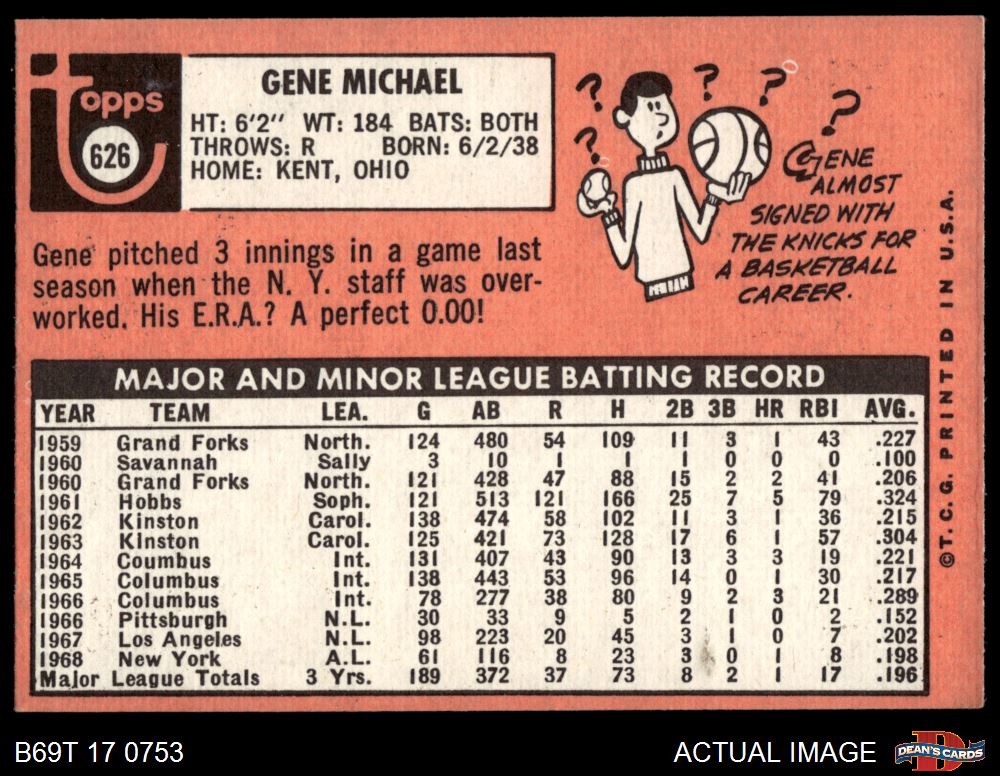 Topps
626
GENE MICHAEL
HT: 6'2" WT: 184 BATS: BOTH
THROWS: R BORN: 6/2/38
HOME: KENT, OHIO
? ? ? ? ?
GENE
ALMOST
SIGNED WITH
THE KNICKS FOR
A BASKETBALL
CAREER.
Gene pitched 3 innings in a game last
season when the N. Y. staff was over-
worked. His E.R.A.? A perfect 0.00!
MAJOR AND MINOR LEAGUE BATTING RECORD
YEAR TEAM LEA. G AB R H 2B 3B HR RBI AVG.
1959 Grand Forks North. 124 480 54 109 11 3 1 43 .227
1960 Savannah Sally 3 10 1 1 1 0 0 0 .100
1960 Grand Forks North. 121 428 47 88 15 2 2 41 .206
1961 Hobbs Soph. 121 513 121 166 25 7 5 79 .324
1962 Kinston Carol. 138 474 58 102 11 3 1 36 .215
1963 Kinston Carol. 125 421 73 128 17 6 1 57 .304
1964 Coumbus Int. 131 407 43 90 13 3 3 19 .221
1965 Columbus Int. 138 443 53 96 14 0 1 30 .217
1966 Columbus Int. 78 277 38 80 9 2 3 21 .289
1966 Pittsburgh N.L. 30 33 9 5 2 1 0 2 .152
1967 Los Angeles N.L. 98 223 20 45 3 1 0 7 .202
1968 New York A.L. 61 116 8 23 3 0 1 8 .198
Major League Totals 3 Yrs. 189 372 37 73 8 2 1 17 .196
©T.C.G. PRINTED IN U.S.A.
B69T 17 0753
ACTUAL IMAGE
D
DEAN'S CARDS